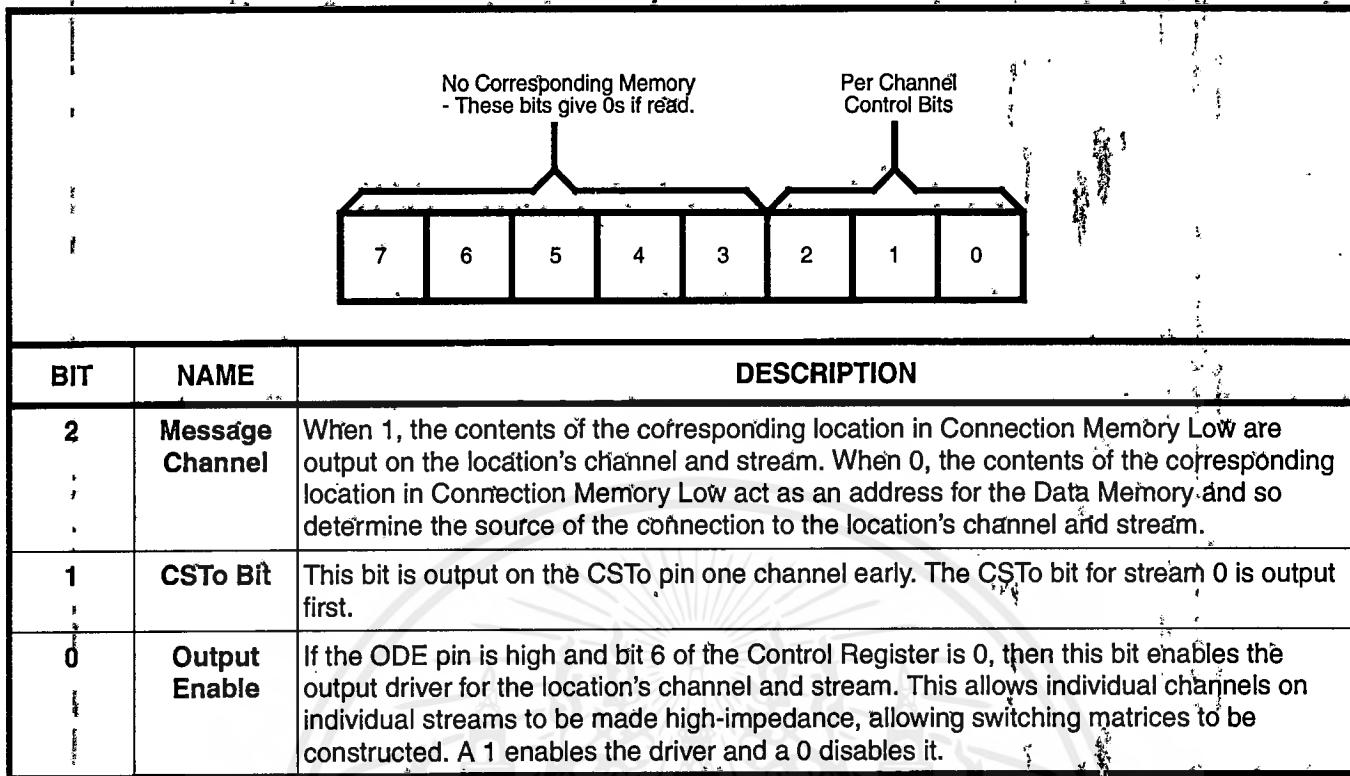 No Corresponding Memory
- These bits give 0s if read.
Per Channel
Control Bits
7 6 5 4 3 2 1 0
BIT NAME DESCRIPTION
2 Message Channel When 1, the contents of the corresponding location in Connection Memory Low are
output on the location's channel and stream. When 0, the contents of the corresponding
location in Connection Memory Low act as an address for the Data Memory and so
determine the source of the connection to the location's channel and stream.
1 CSTo Bit This bit is output on the CSTo pin one channel early. The CSTo bit for stream 0 is output
first.
0 Output Enable If the ODE pin is high and bit 6 of the Control Register is 0, then this bit enables the
output driver for the location's channel and stream. This allows individual channels on
individual streams to be made high-impedance, allowing switching matrices to be
constructed. A 1 enables the driver and a 0 disables it.